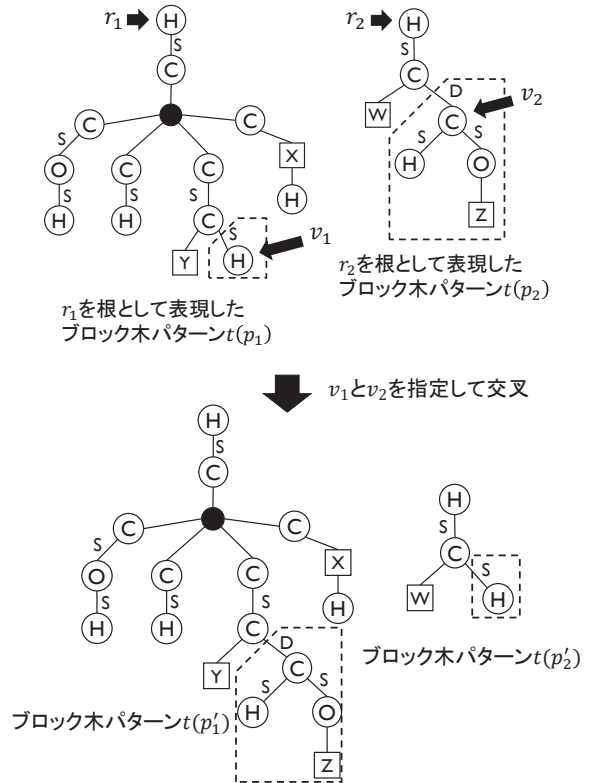 r₁ H
S
C
C C
S
O C C X
S S S
H H C H
S
Y H v₁
r₁を根として表現した
ブロック木パターンt(p₁)
r₂ H
S
C
D
W C v₂
S S
H O
Z
r₂を根として表現した
ブロック木パターンt(p₂)
v₁とv₂を指定して交叉
H
S
C
C C
S
O C C X
S S S
H H C H
D
Y C
S S
H O
Z
ブロック木パターンt(p₁′)
H
S
C
S
W H
ブロック木パターンt(p₂′)